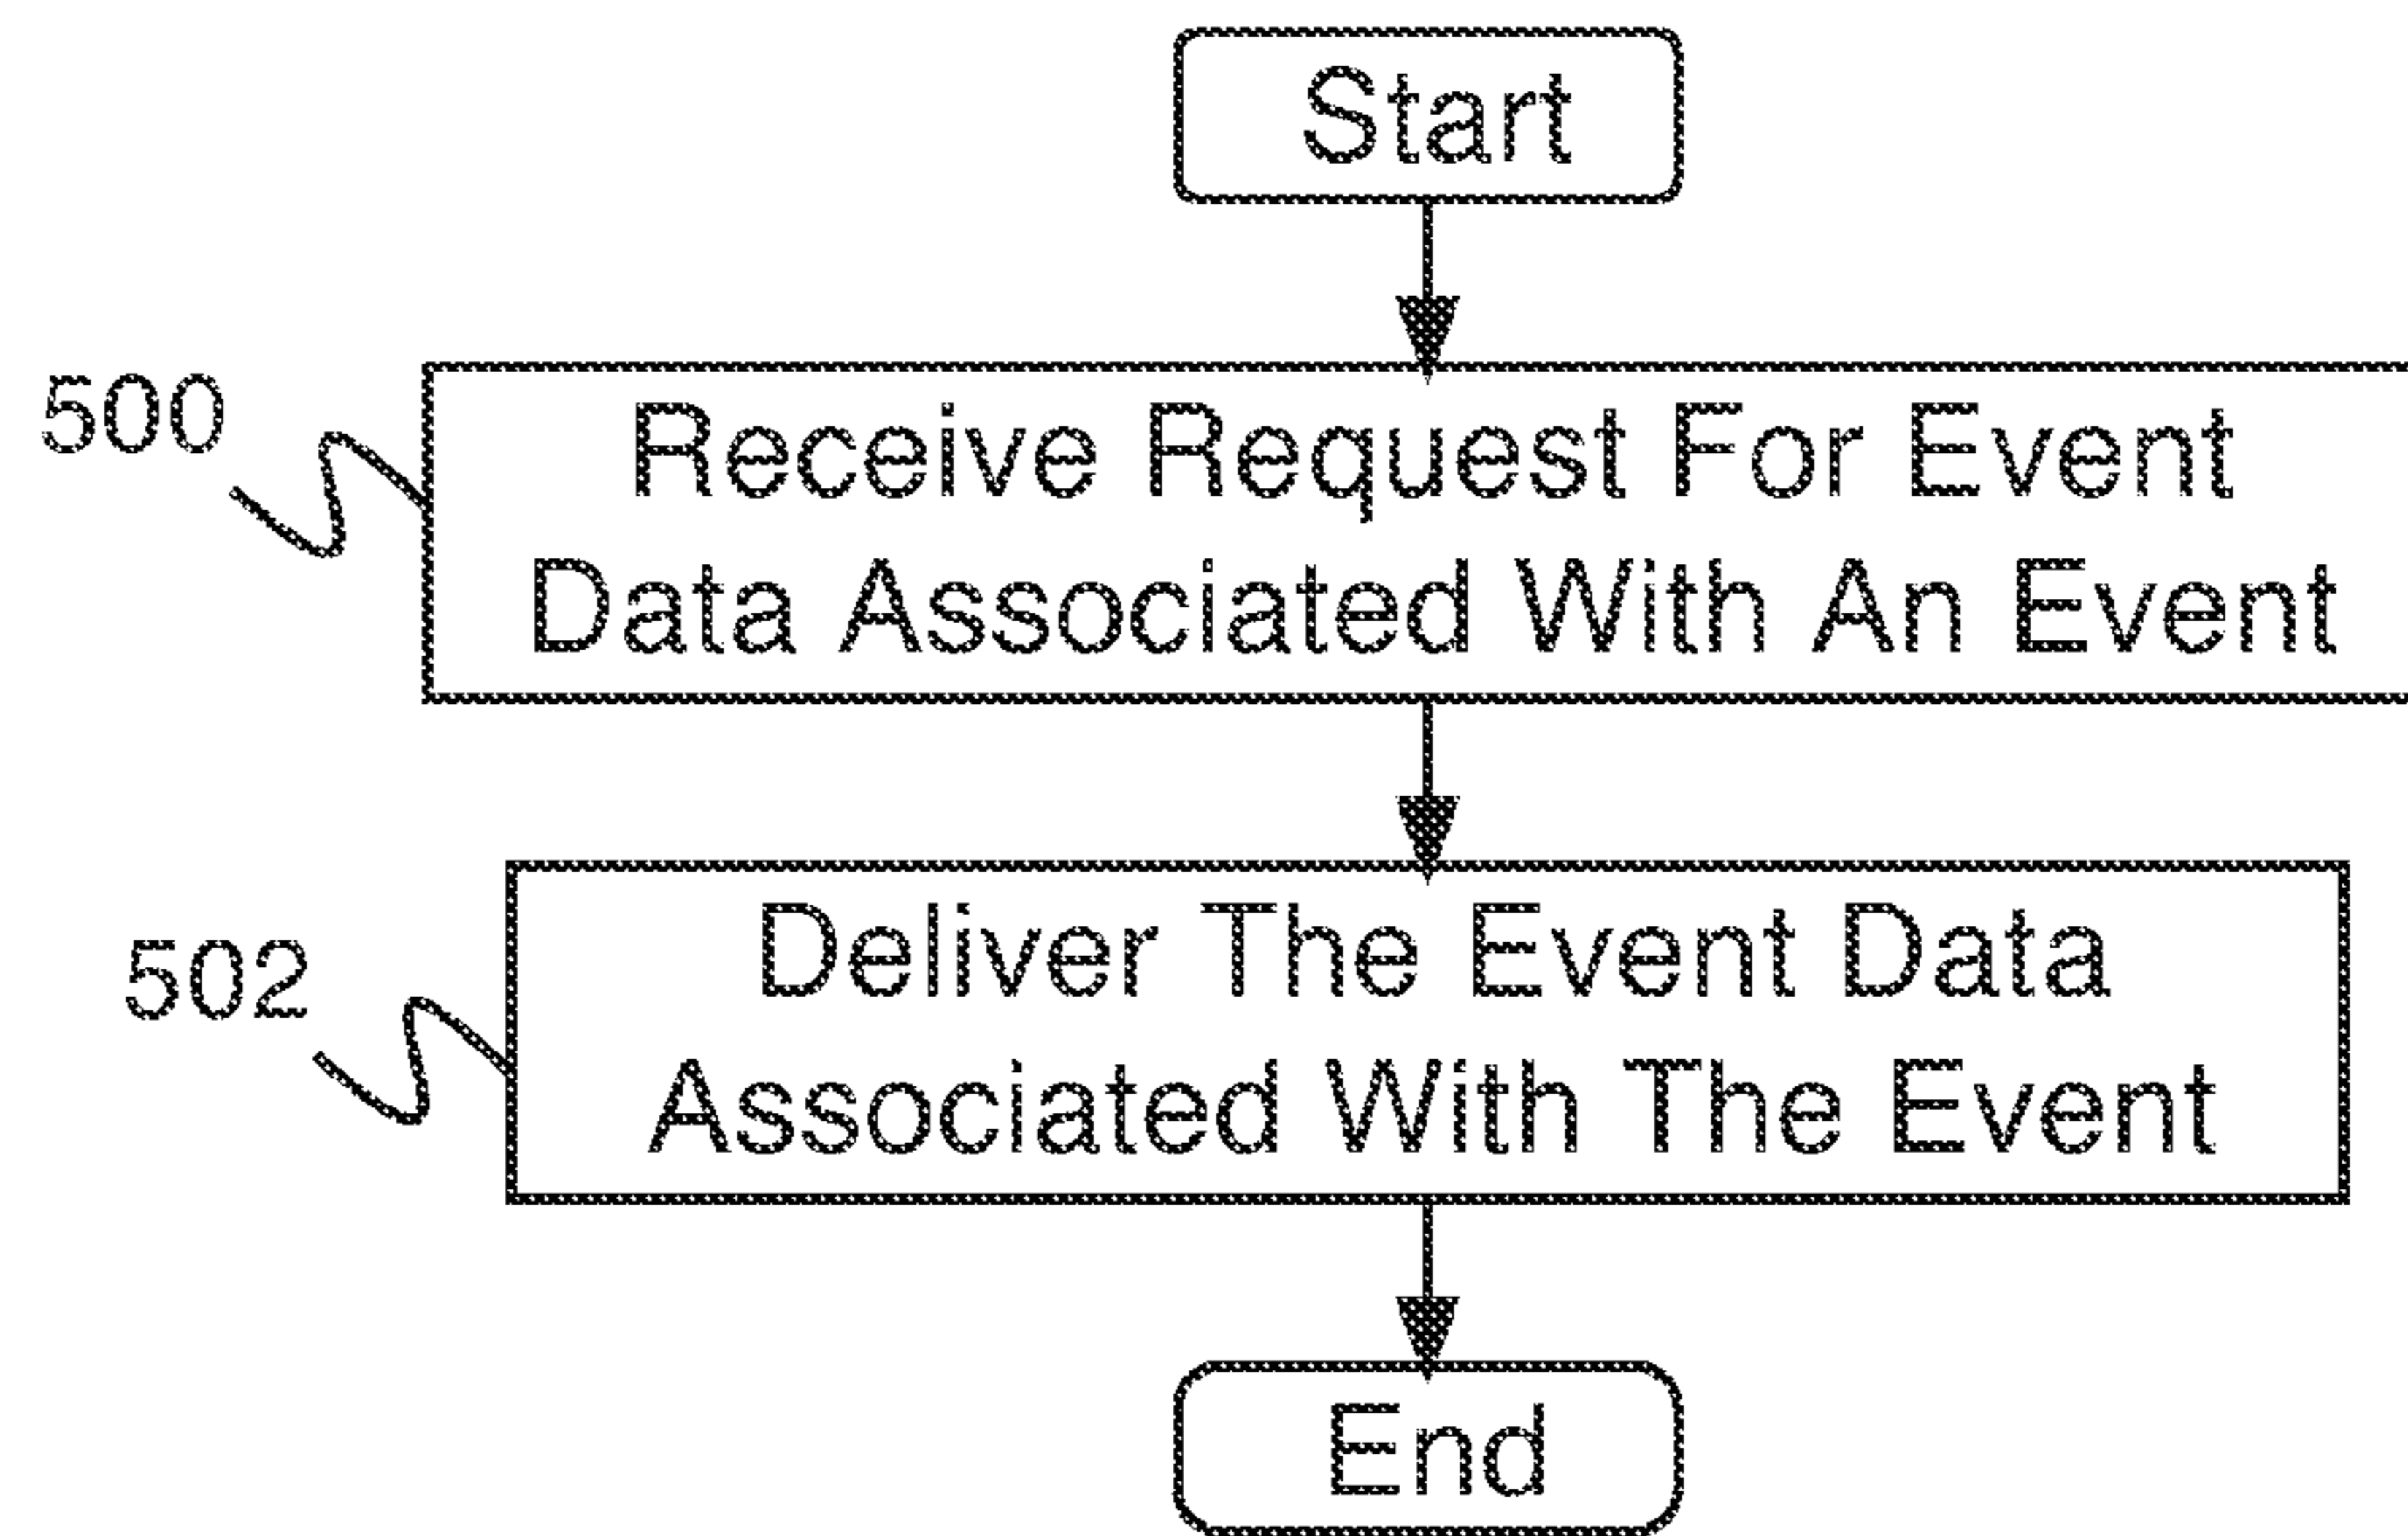 Start
500
Receive Request For Event
Data Associated With An Event
502
Deliver The Event Data
Associated With The Event
End